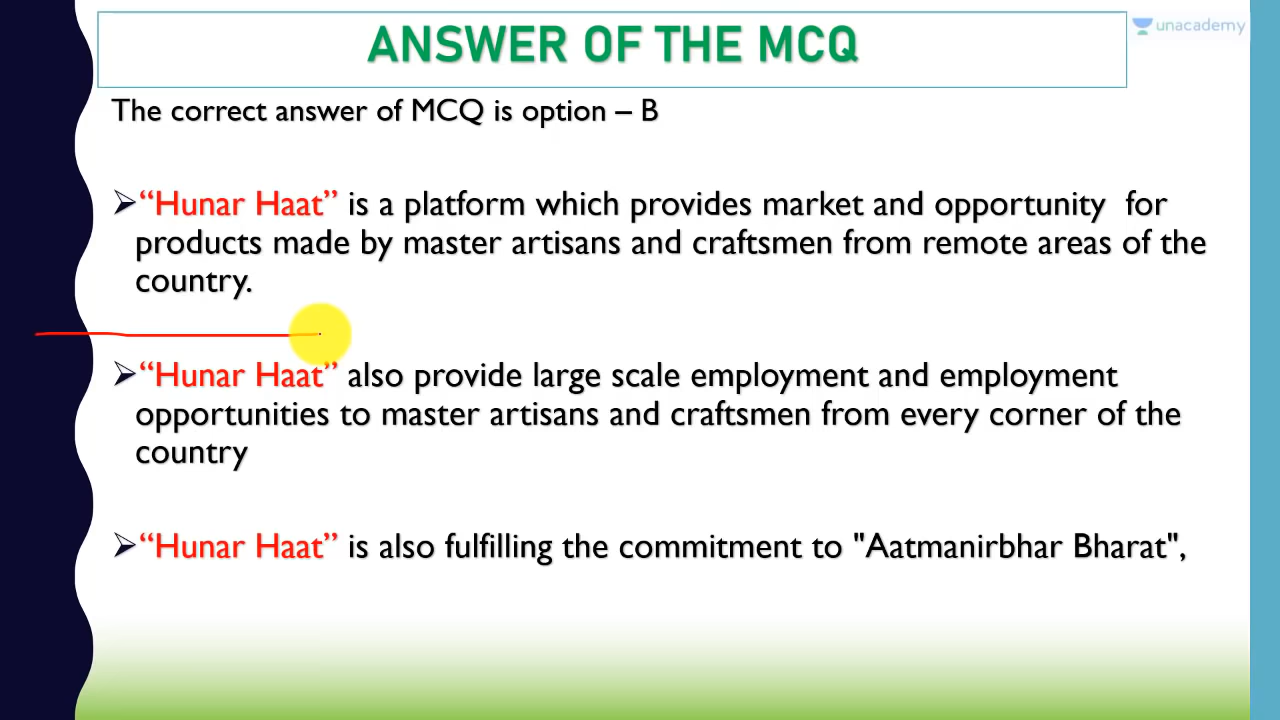 ANSWER OF THE MCQ
unacademy
The correct answer of MCQ is option – B
➢“Hunar Haat” is a platform which provides market and opportunity  for
products made by master artisans and craftsmen from remote areas of the
country.
➢“Hunar Haat” also provide large scale employment and employment
opportunities to master artisans and craftsmen from every corner of the
country
➢“Hunar Haat” is also fulfilling the commitment to "Aatmanirbhar Bharat",